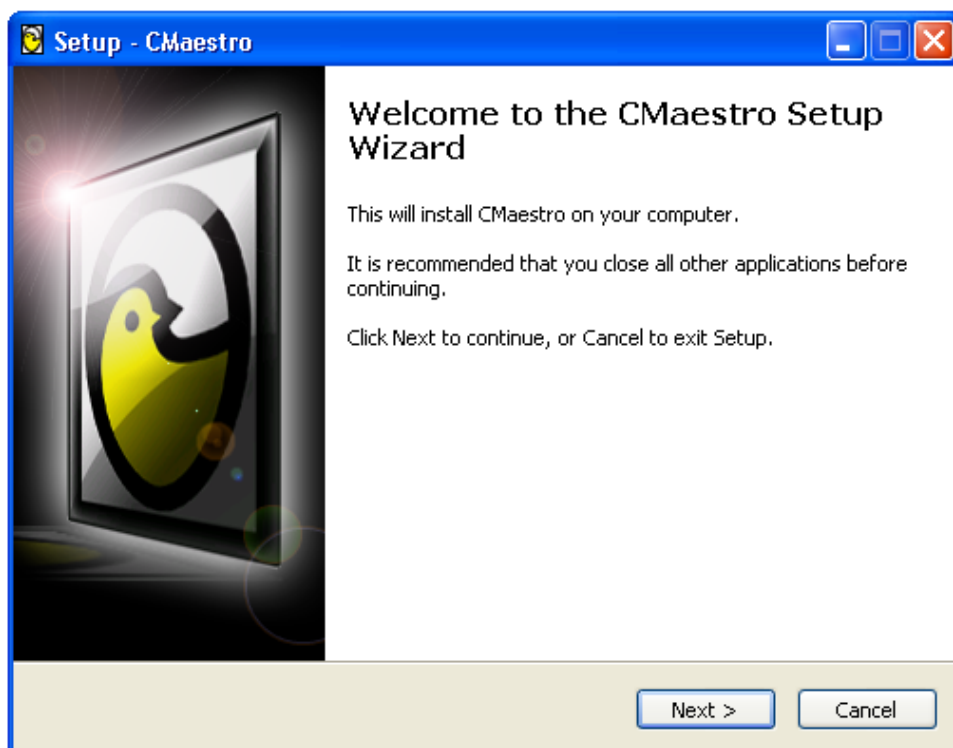 Setup - CMaestro
Welcome to the CMaestro Setup
Wizard
This will install CMaestro on your computer.
It is recommended that you close all other applications before
continuing.
Click Next to continue, or Cancel to exit Setup.
Next >
Cancel